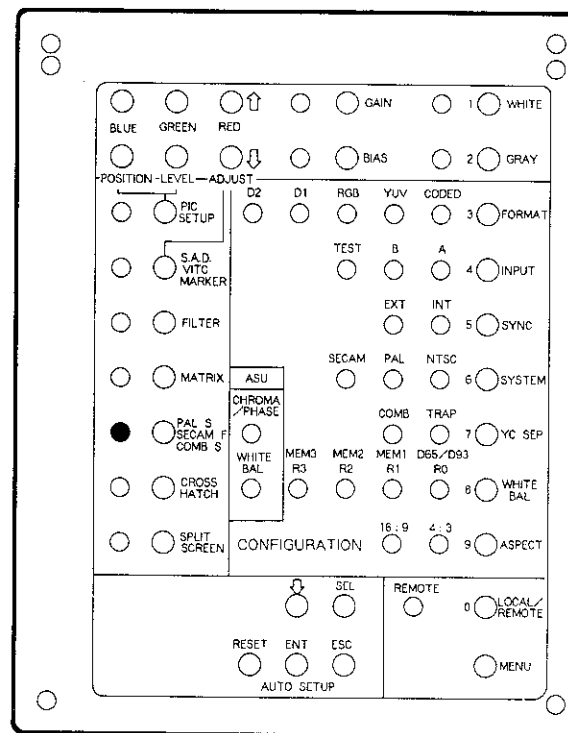 GAIN 1 WHITE
BLUE GREEN RED
BIAS 2 GRAY
POSITION LEVEL ADJUST
D2 D1 RGB YUV CODED
PIC
SETUP
3 FORMAT
TEST B A
S.A.D.
VITC
MARKER
4 INPUT
EXT INT
FILTER
5 SYNC
SECAM PAL NTSC
MATRIX
ASU
6 SYSTEM
CHROMA
/PHASE
COMB TRAP
PAL S
SECAM F
COMB S
7 YC SEP
WHITE
BAL
MEM3 MEM2 MEM1 D65/D93
R3 R2 R1 R0
CROSS
HATCH
8 WHITE
BAL
16:9 4:3
SPLIT
SCREEN
CONFIGURATION
9 ASPECT
SEL
REMOTE
0 LOCAL/
REMOTE
RESET ENT ESC
MENU
AUTO SETUP